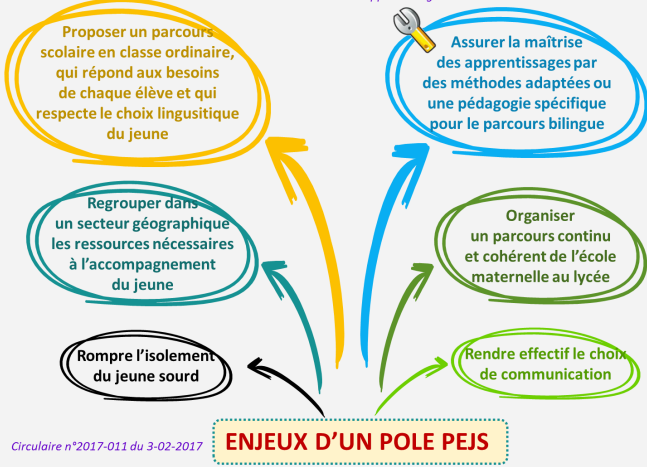 Proposer un parcours
scolaire en classe ordinaire,
qui répond aux besoins
de chaque élève et qui
respecte le choix lingusitique
du jeune
Assurer la maîtrise
des apprentissages par
des méthodes adaptées ou
une pédagogie spécifique
pour le parcours bilingue
Regrouper dans
un secteur géographique
les ressources nécessaires
à l’accompagnement
du jeune
Organiser
un parcours continu
et cohérent de l’école
maternelle au lycée
Rompre l’isolement
du jeune sourd
Rendre effectif le choix
de communication
Circulaire n°2017-011 du 3-02-2017
ENJEUX D’UN POLE PEJS